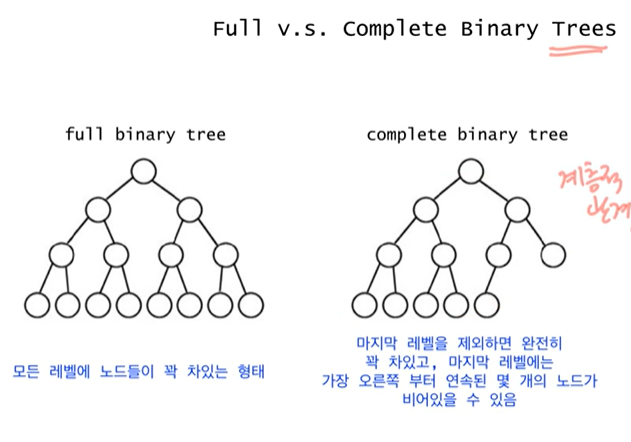 Full v.s. Complete Binary Trees
full binary tree
complete binary tree
계층적
관계
모든 레벨에 노드들이 꽉 차있는 형태
마지막 레벨을 제외하면 완전히
꽉 차있고, 마지막 레벨에는
가장 오른쪽 부터 연속된 몇 개의 노드가
비어있을 수 있음